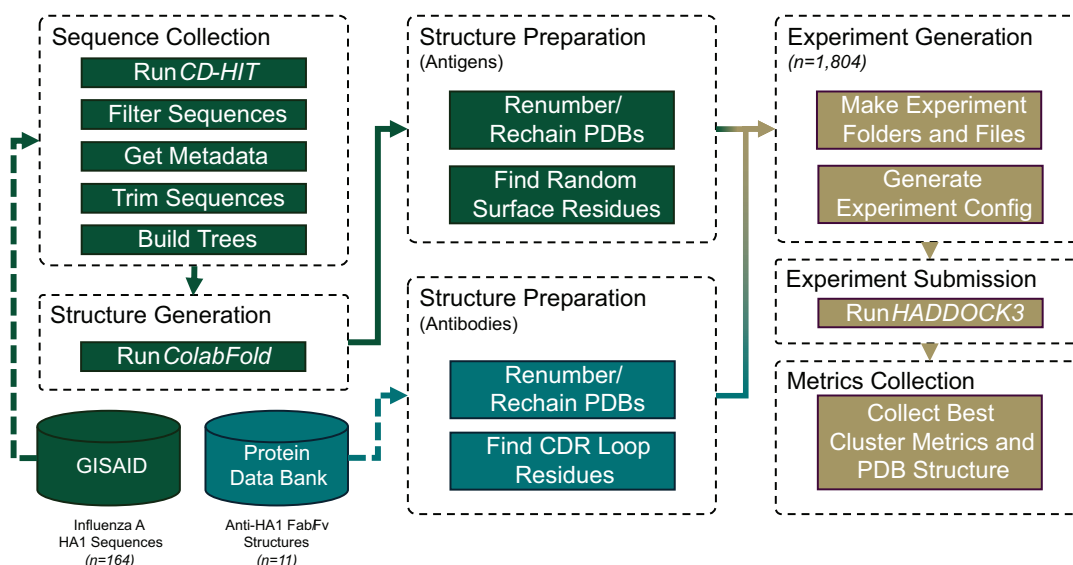 Sequence Collection
Run CD-HIT
Filter Sequences
Get Metadata
Trim Sequences
Build Trees
Structure Generation
Run ColabFold
GISAID
Influenza A
HA1 Sequences
(n=164)
Protein
Data Bank
Anti-HA1 Fab/Fv
Structures
(n=11)
Structure Preparation
(Antigens)
Renumber/
Rechain PDBs
Find Random
Surface Residues
Structure Preparation
(Antibodies)
Renumber/
Rechain PDBs
Find CDR Loop
Residues
Experiment Generation
(n=1,804)
Make Experiment
Folders and Files
Generate
Experiment Config
Experiment Submission
Run HADDOCK3
Metrics Collection
Collect Best
Cluster Metrics and
PDB Structure